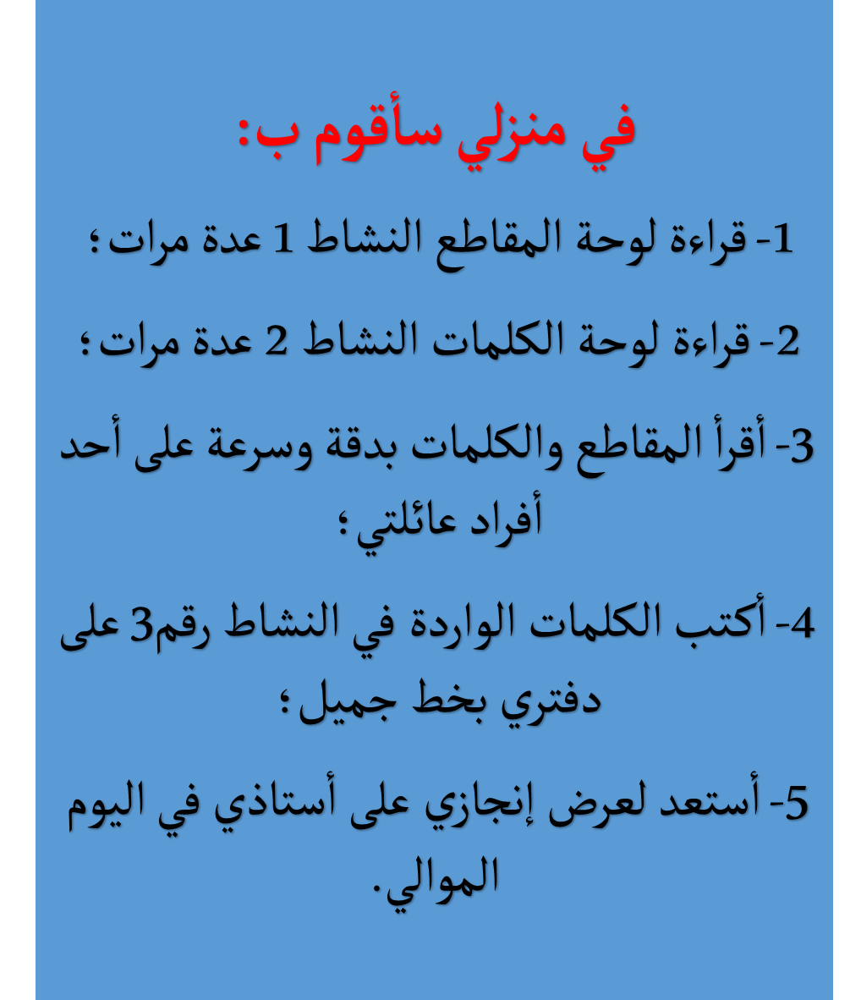 في منزلي سأقوم ب:
1- قراءة لوحة المقاطع النشاط 1 عدة مرات؛
2- قراءة لوحة الكلمات النشاط 2 عدة مرات؛
3- أقرأ المقاطع والكلمات بدقة وسرعة على أحد
أفراد عائلتي؛
4- أكتب الكلمات الواردة في النشاط رقم3 على
دفتري بخط جميل؛
5- أستعد لعرض إنجازي على أستاذي في اليوم
الموالي.